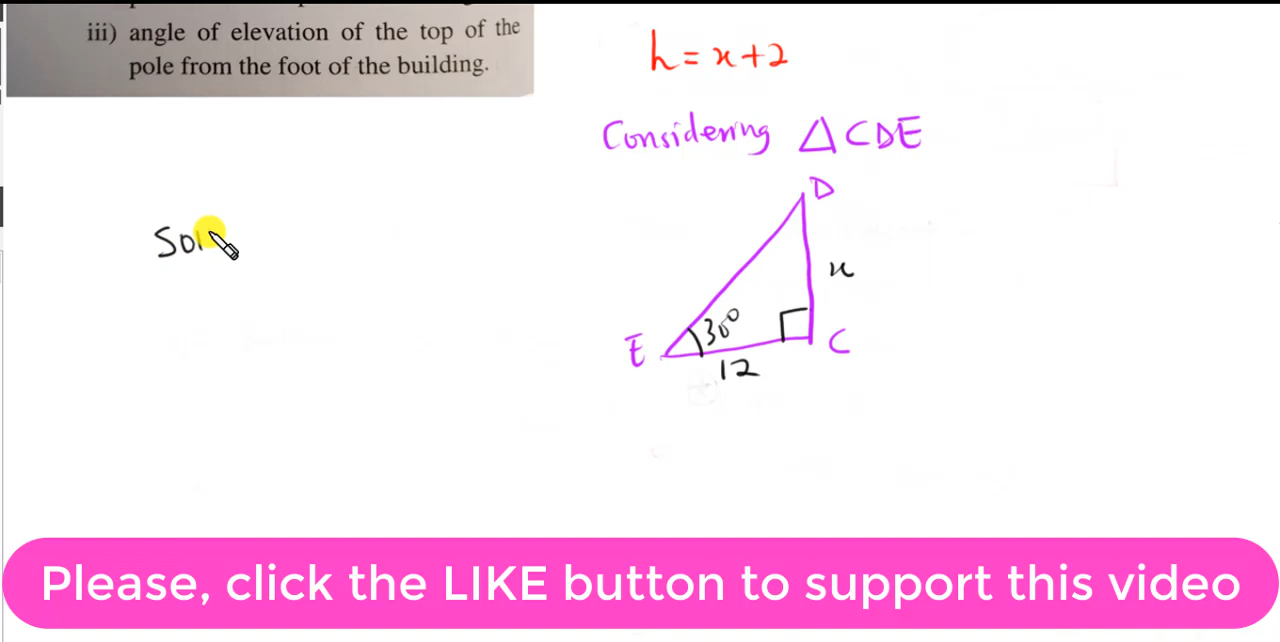 iii) angle of elevation of the top of the
pole from the foot of the building.
h = x + 2
Considering △CDE
D
x
30°
E
C
12
Sol
Please, click the LIKE button to support this video